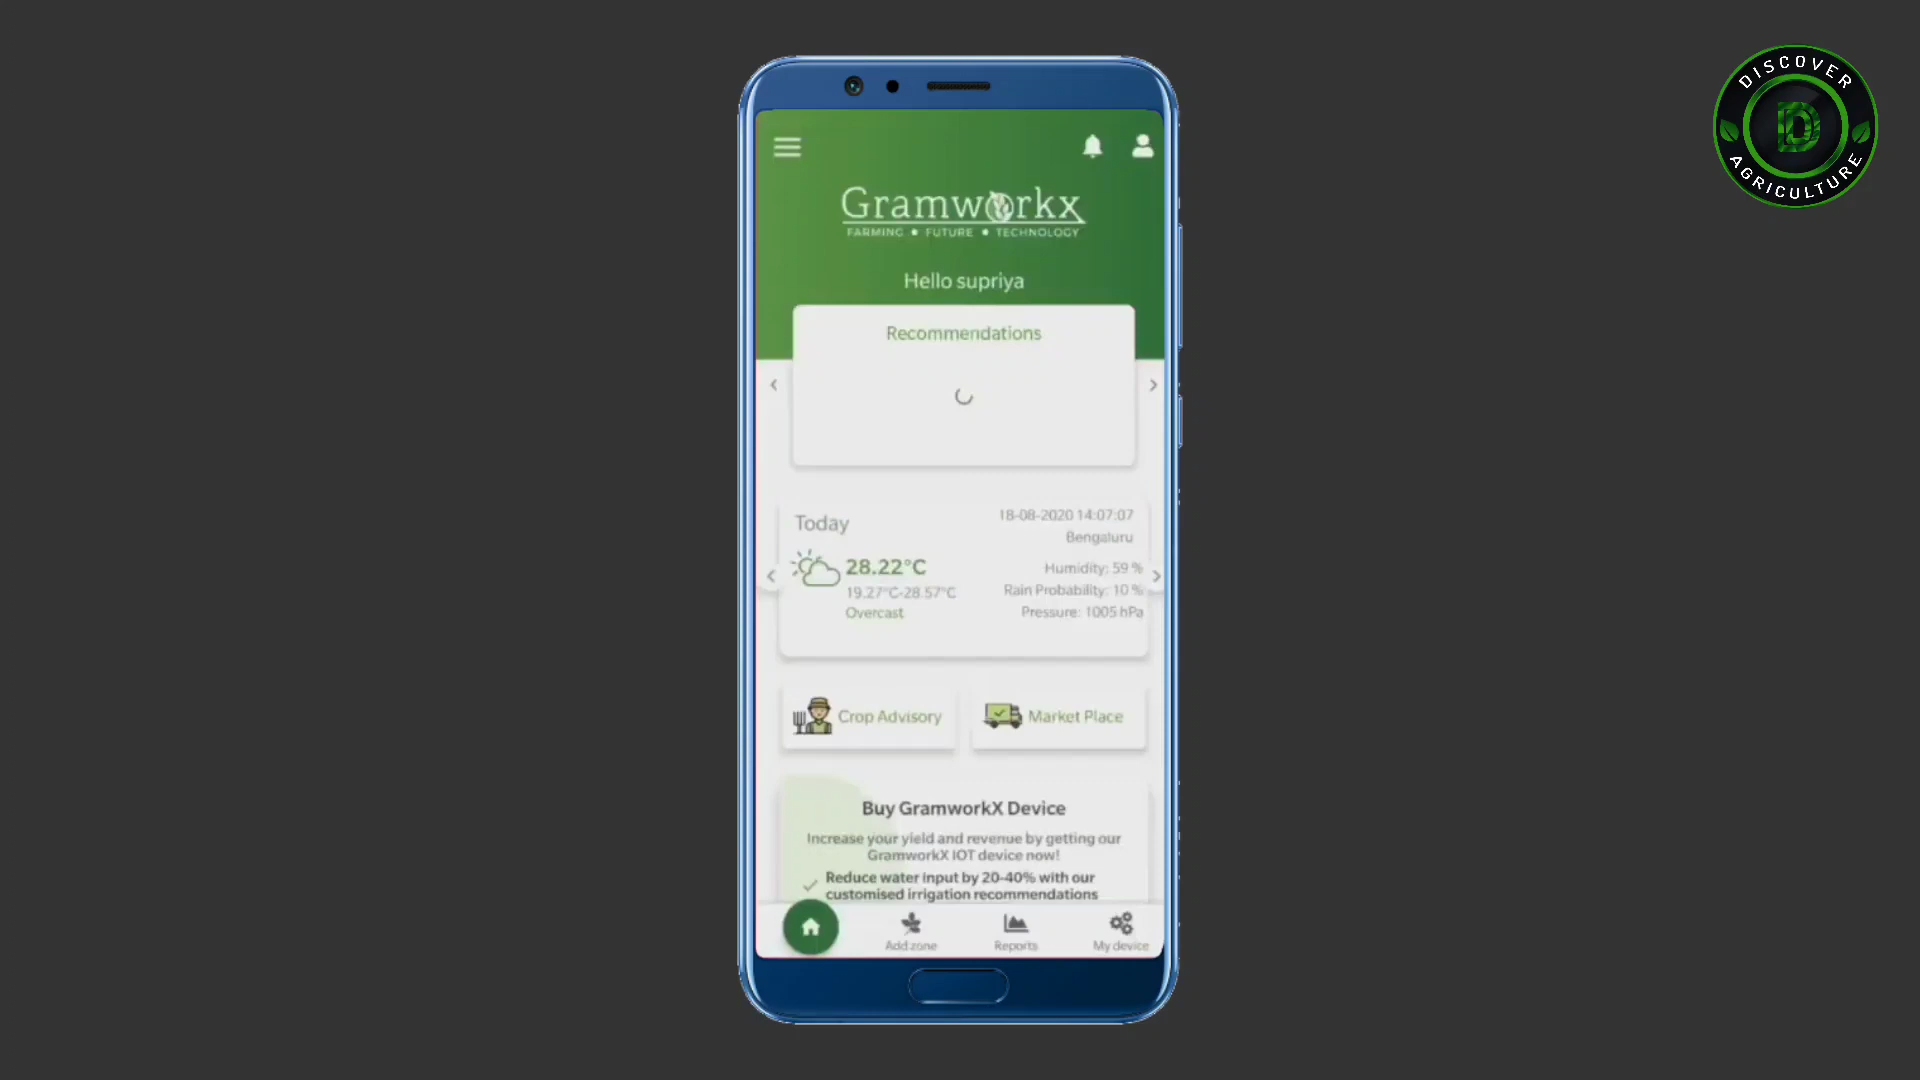 DISCOVER
D
AGRICULTURE
Gramworkx
FARMING • FUTURE • TECHNOLOGY
Hello supriya
Recommendations
Today
18-08-2020 14:07:07
Bengaluru
28.22°C
19.27°C-28.57°C
Overcast
Humidity: 59 %
Rain Probability: 10 %
Pressure: 1005 hPa
Crop Advisory
Market Place
Buy GramworkX Device
Increase your yield and revenue by getting our
GramworkX IOT device now!
Reduce water input by 20-40% with our
customised irrigation recommendations
Add zone
Reports
My device